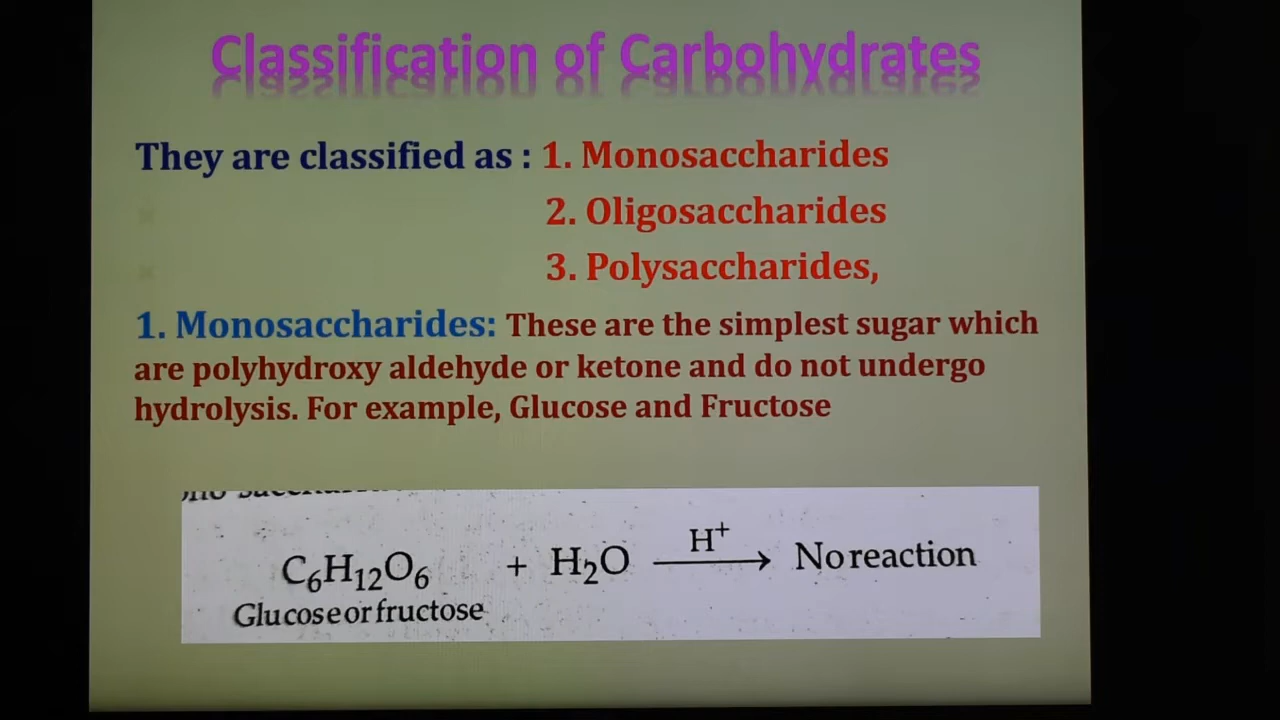 Classification of Carbohydrates
They are classified as : 1. Monosaccharides
2. Oligosaccharides
3. Polysaccharides,
1. Monosaccharides: These are the simplest sugar which
are polyhydroxy aldehyde or ketone and do not undergo
hydrolysis. For example, Glucose and Fructose
H⁺
C₆H₁₂O₆ + H₂O ⟶ No reaction
Glucose or fructose